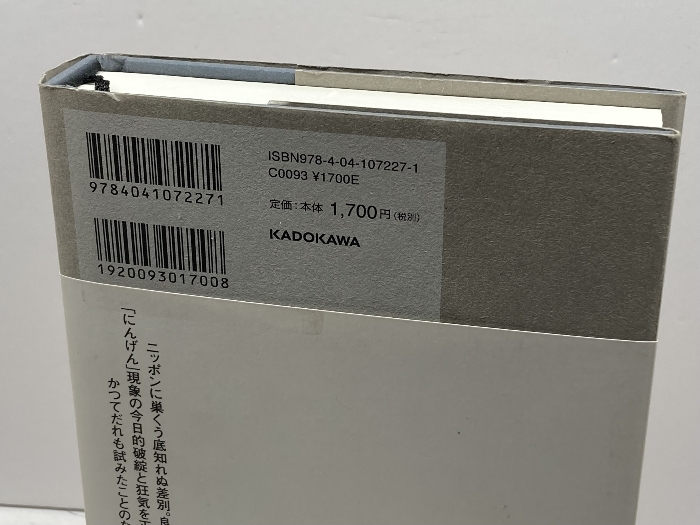 ISBN978-4-04-107227-1
C0093 ¥1700E
定価:本体 1,700円(税別)
KADOKAWA
9784041072271
1920093017008
ニッポンに巣くう底知れぬ差別。
「にんげん」現象の今日的破綻と狂気を
かつてだれも試みたことの